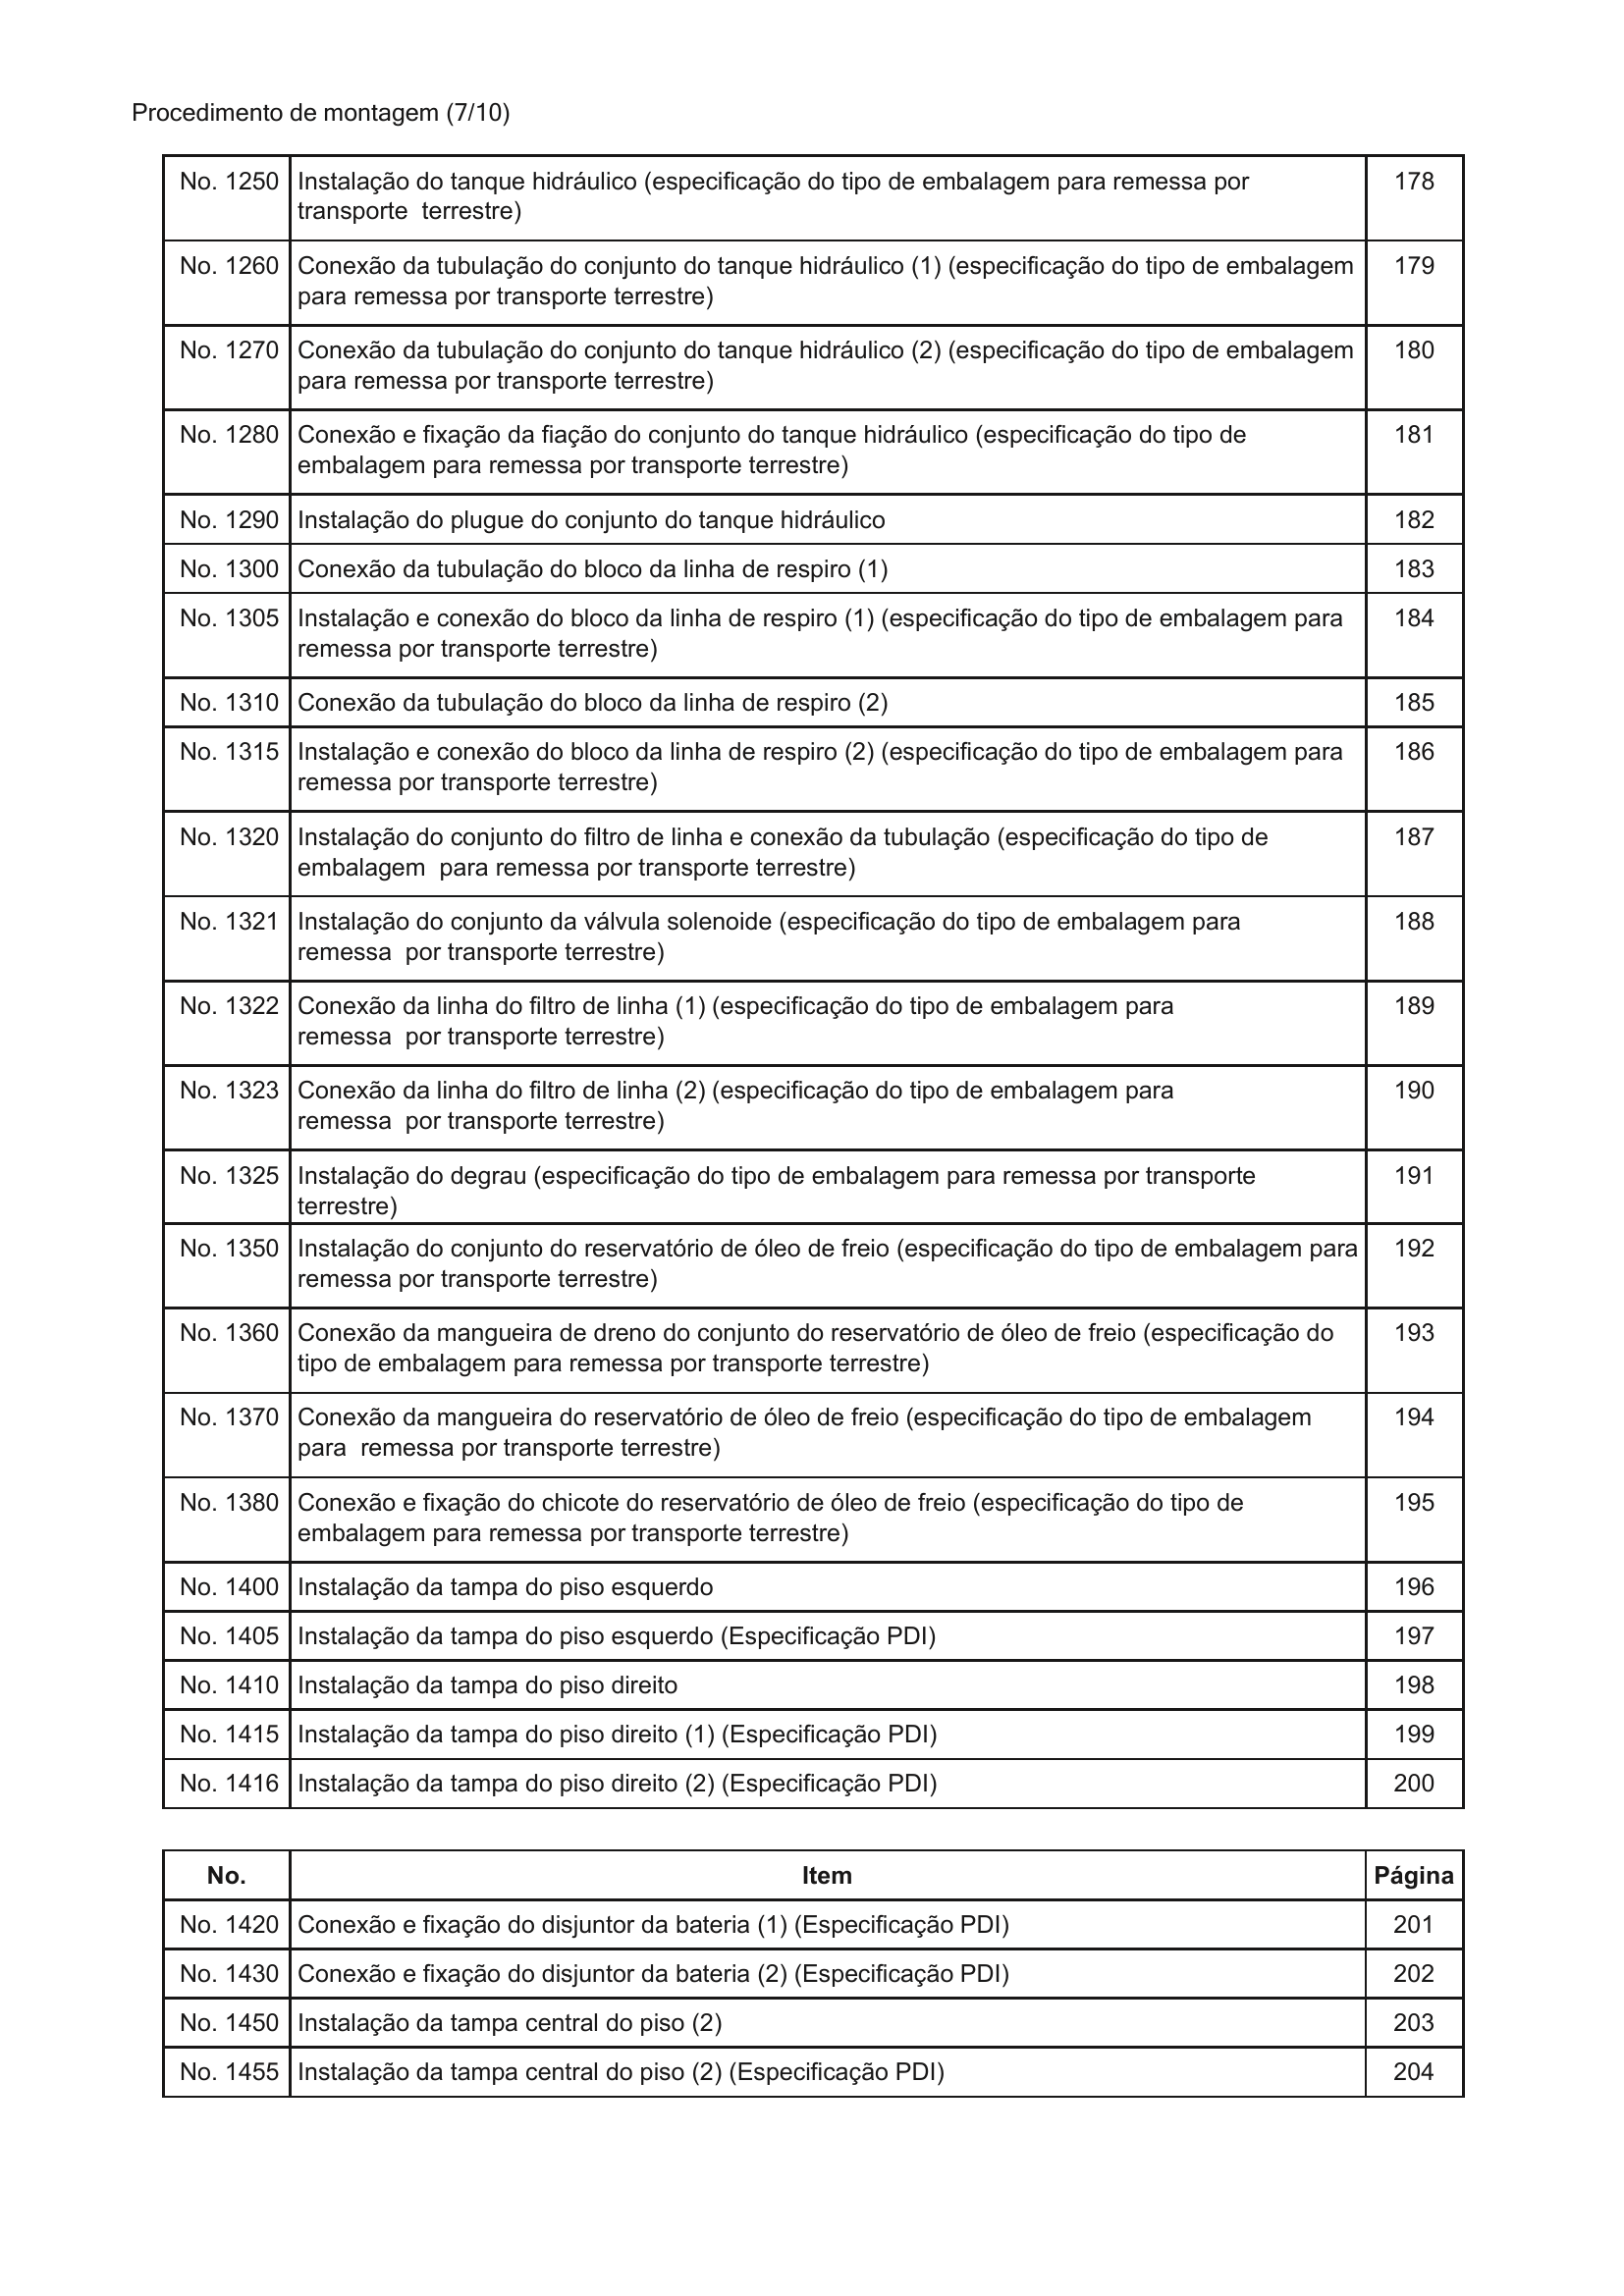 Procedimento de montagem (7/10)
No. 1250 Instalação do tanque hidráulico (especificação do tipo de embalagem para remessa por 178
transporte  terrestre)
No. 1260 Conexão da tubulação do conjunto do tanque hidráulico (1) (especificação do tipo de embalagem 179
para remessa por transporte terrestre)
No. 1270 Conexão da tubulação do conjunto do tanque hidráulico (2) (especificação do tipo de embalagem 180
para remessa por transporte terrestre)
No. 1280 Conexão e fixação da fiação do conjunto do tanque hidráulico (especificação do tipo de 181
embalagem para remessa por transporte terrestre)
No. 1290 Instalação do plugue do conjunto do tanque hidráulico 182
No. 1300 Conexão da tubulação do bloco da linha de respiro (1) 183
No. 1305 Instalação e conexão do bloco da linha de respiro (1) (especificação do tipo de embalagem para 184
remessa por transporte terrestre)
No. 1310 Conexão da tubulação do bloco da linha de respiro (2) 185
No. 1315 Instalação e conexão do bloco da linha de respiro (2) (especificação do tipo de embalagem para 186
remessa por transporte terrestre)
No. 1320 Instalação do conjunto do filtro de linha e conexão da tubulação (especificação do tipo de 187
embalagem  para remessa por transporte terrestre)
No. 1321 Instalação do conjunto da válvula solenoide (especificação do tipo de embalagem para 188
remessa  por transporte terrestre)
No. 1322 Conexão da linha do filtro de linha (1) (especificação do tipo de embalagem para 189
remessa  por transporte terrestre)
No. 1323 Conexão da linha do filtro de linha (2) (especificação do tipo de embalagem para 190
remessa  por transporte terrestre)
No. 1325 Instalação do degrau (especificação do tipo de embalagem para remessa por transporte 191
terrestre)
No. 1350 Instalação do conjunto do reservatório de óleo de freio (especificação do tipo de embalagem para 192
remessa por transporte terrestre)
No. 1360 Conexão da mangueira de dreno do conjunto do reservatório de óleo de freio (especificação do 193
tipo de embalagem para remessa por transporte terrestre)
No. 1370 Conexão da mangueira do reservatório de óleo de freio (especificação do tipo de embalagem 194
para  remessa por transporte terrestre)
No. 1380 Conexão e fixação do chicote do reservatório de óleo de freio (especificação do tipo de 195
embalagem para remessa por transporte terrestre)
No. 1400 Instalação da tampa do piso esquerdo 196
No. 1405 Instalação da tampa do piso esquerdo (Especificação PDI) 197
No. 1410 Instalação da tampa do piso direito 198
No. 1415 Instalação da tampa do piso direito (1) (Especificação PDI) 199
No. 1416 Instalação da tampa do piso direito (2) (Especificação PDI) 200
No. Item Página
No. 1420 Conexão e fixação do disjuntor da bateria (1) (Especificação PDI) 201
No. 1430 Conexão e fixação do disjuntor da bateria (2) (Especificação PDI) 202
No. 1450 Instalação da tampa central do piso (2) 203
No. 1455 Instalação da tampa central do piso (2) (Especificação PDI) 204